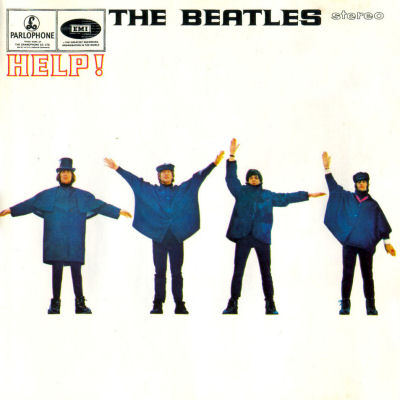 THE BEATLES stereo
PARLOPHONE
EMI
HELP!